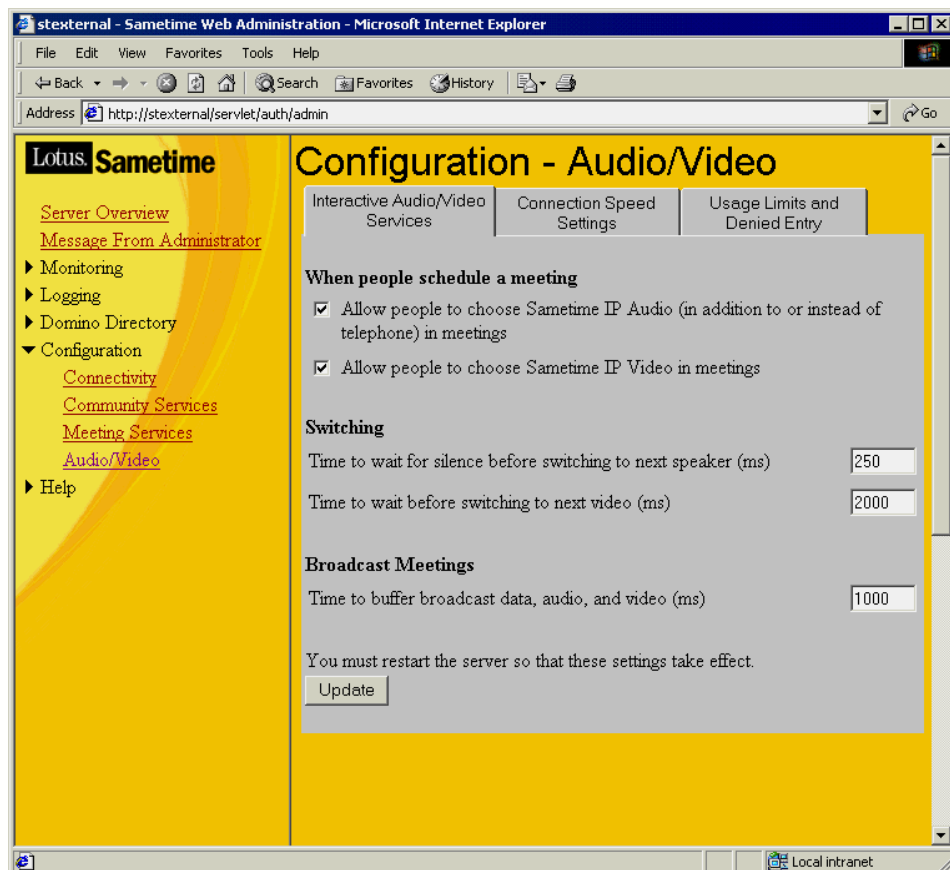 stexternal - Sametime Web Administration - Microsoft Internet Explorer
File Edit View Favorites Tools Help
Back Search Favorites History
Address http://stexternal/servlet/auth/admin Go
Lotus. Sametime
Server Overview
Message From Administrator
Monitoring
Logging
Domino Directory
Configuration
Connectivity
Community Services
Meeting Services
Audio/Video
Help
Configuration - Audio/Video
Interactive Audio/Video
Services
Connection Speed
Settings
Usage Limits and
Denied Entry
When people schedule a meeting
Allow people to choose Sametime IP Audio (in addition to or instead of
telephone) in meetings
Allow people to choose Sametime IP Video in meetings
Switching
Time to wait for silence before switching to next speaker (ms) 250
Time to wait before switching to next video (ms) 2000
Broadcast Meetings
Time to buffer broadcast data, audio, and video (ms) 1000
You must restart the server so that these settings take effect.
Update
Local intranet